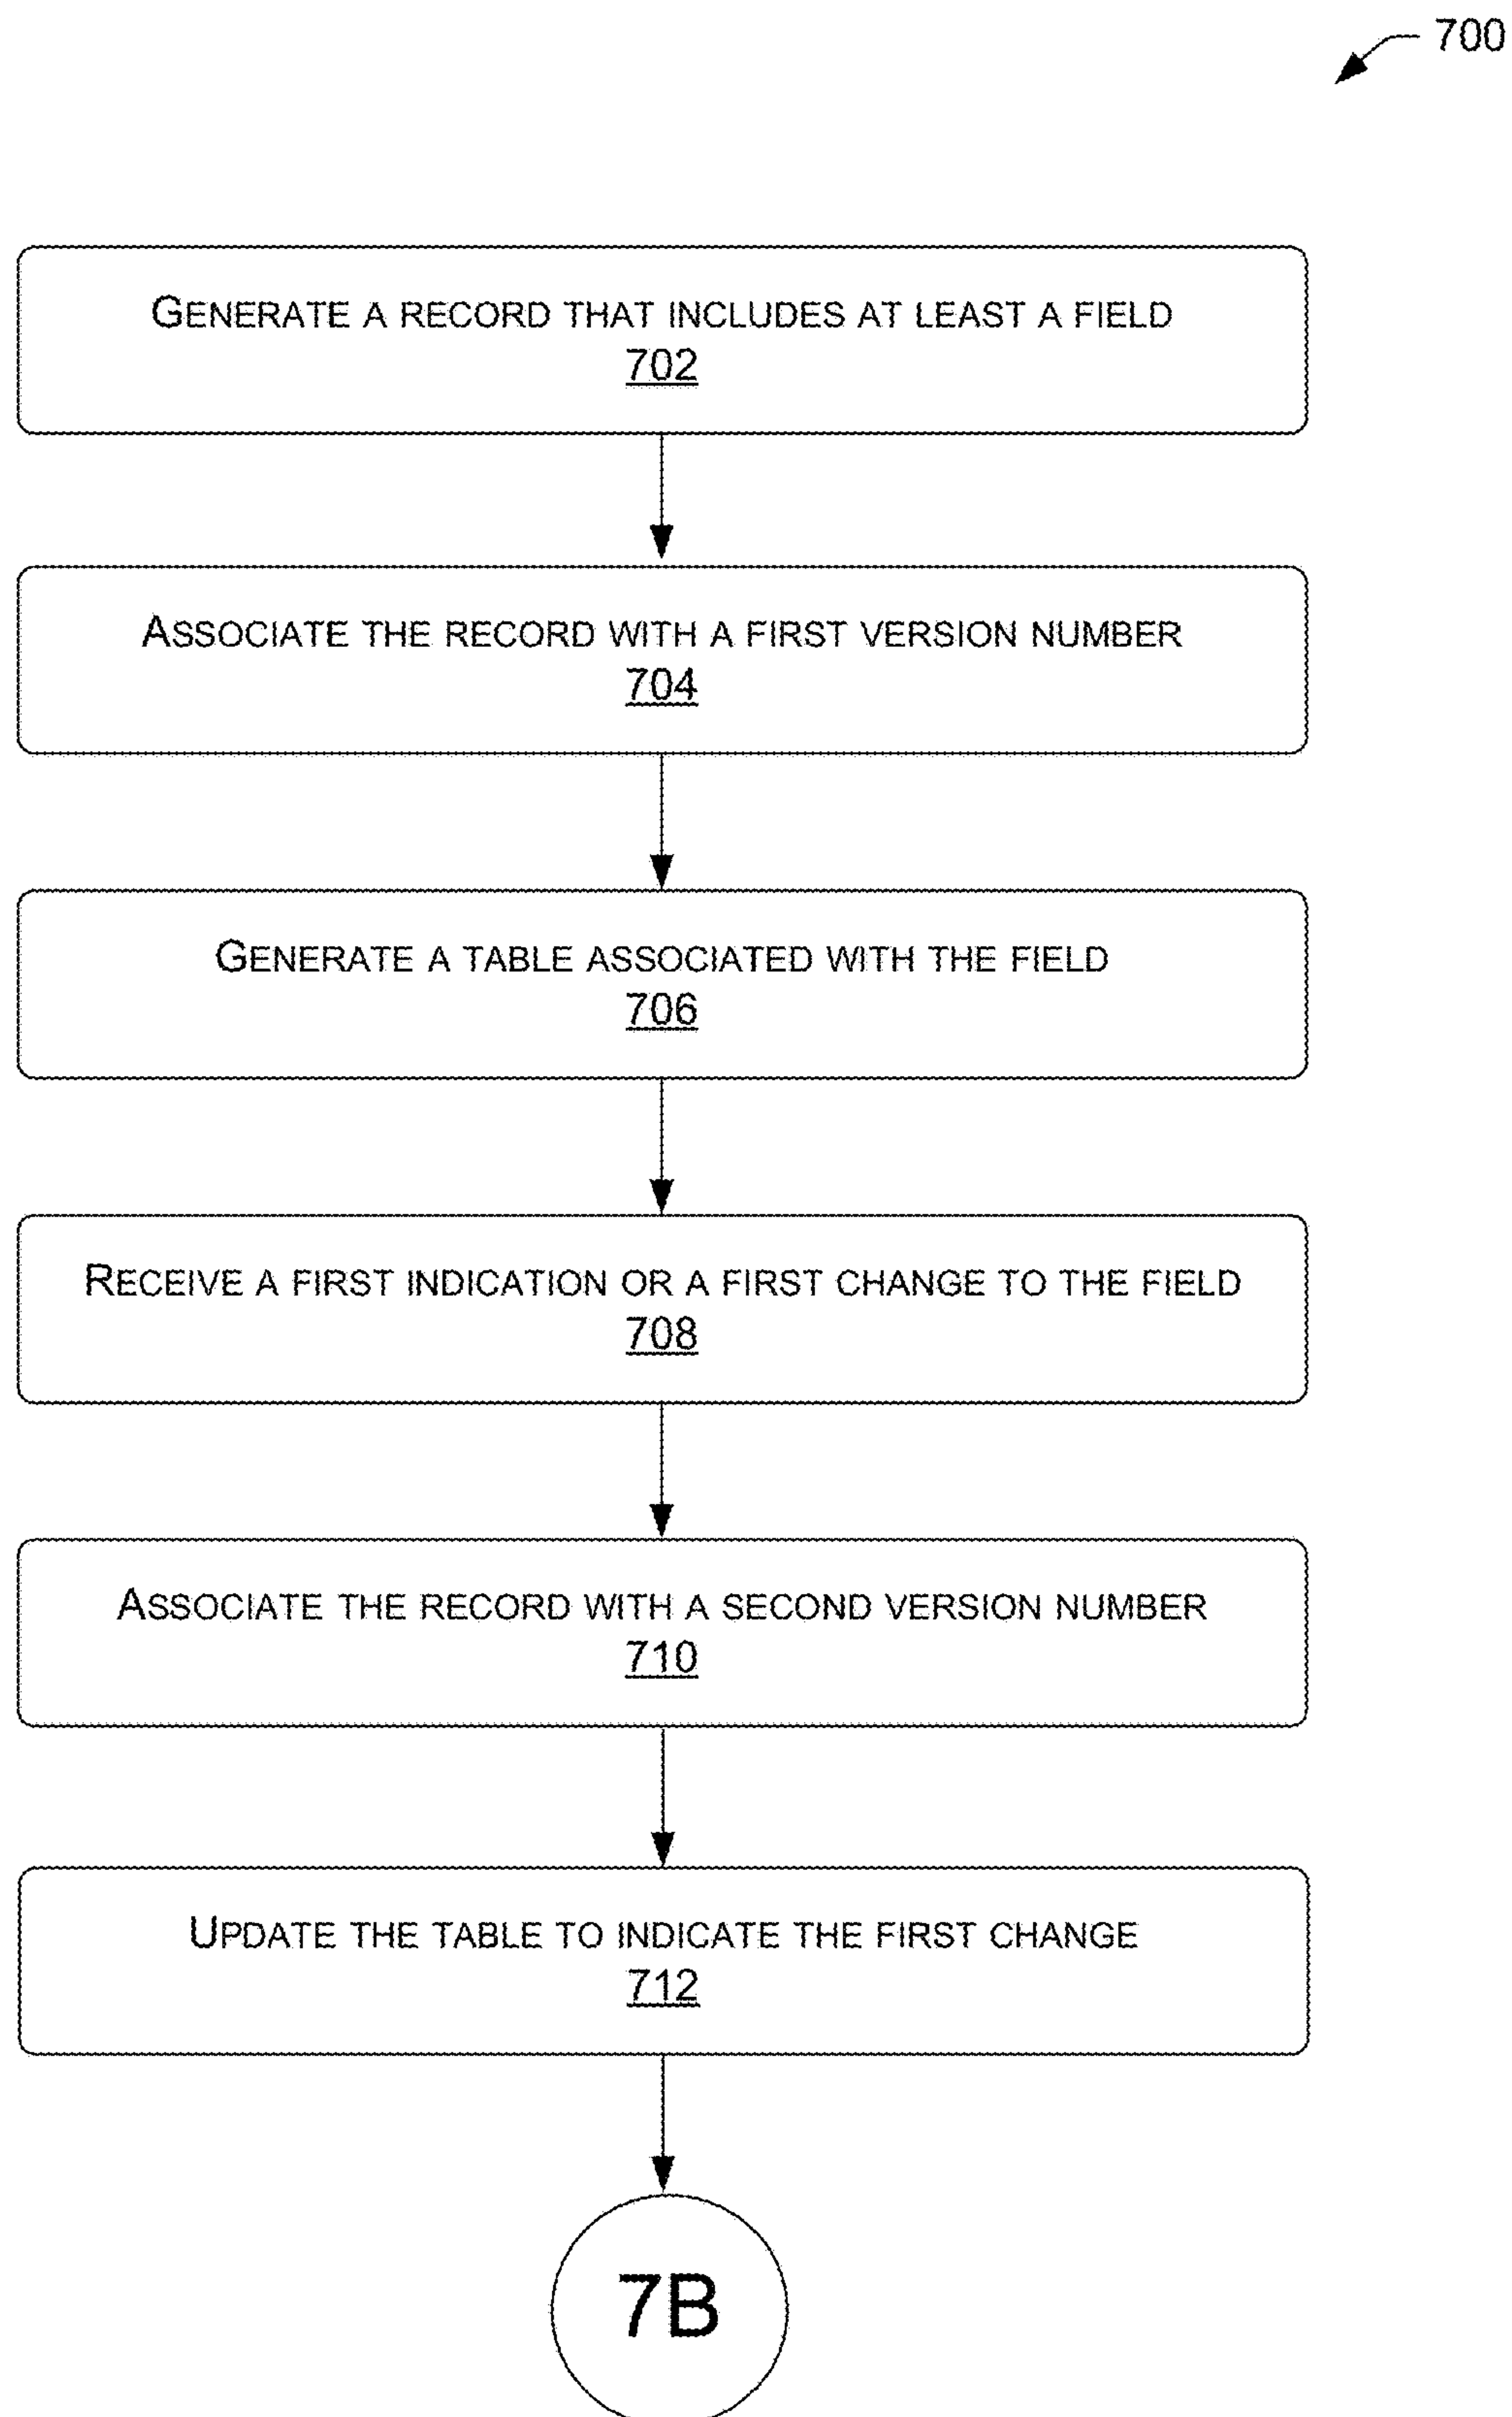 700
GENERATE A RECORD THAT INCLUDES AT LEAST A FIELD
702
ASSOCIATE THE RECORD WITH A FIRST VERSION NUMBER
704
GENERATE A TABLE ASSOCIATED WITH THE FIELD
706
RECEIVE A FIRST INDICATION OR A FIRST CHANGE TO THE FIELD
708
ASSOCIATE THE RECORD WITH A SECOND VERSION NUMBER
710
UPDATE THE TABLE TO INDICATE THE FIRST CHANGE
712
7B